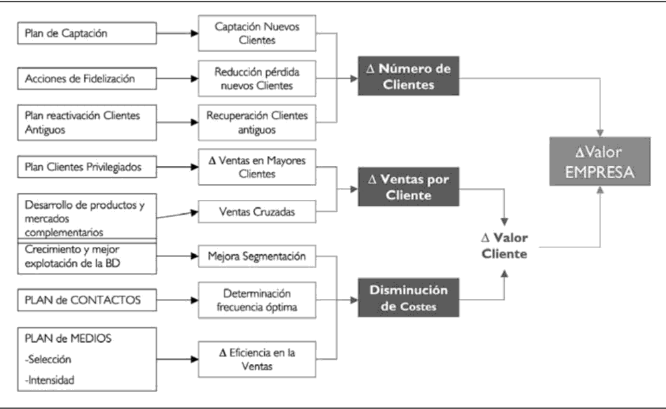 Plan de Captación
Captación Nuevos
Clientes
Acciones de Fidelización
Reducción pérdida
nuevos Clientes
Δ Número de
Clientes
Plan reactivación Clientes
Antiguos
Recuperación Clientes
antiguos
Plan Clientes Privilegiados
Δ Ventas en Mayores
Clientes
Δ Ventas por
Cliente
ΔValor
EMPRESA
Desarrollo de productos y
mercados
complementarios
Ventas Cruzadas
Δ Valor
Cliente
Crecimiento y mejor
explotación de la BD
Mejora Segmentación
PLAN de CONTACTOS
Determinación
frecuencia óptima
Disminución
de Costes
PLAN de MEDIOS
-Selección
-Intensidad
Δ Eficiencia en la
Ventas